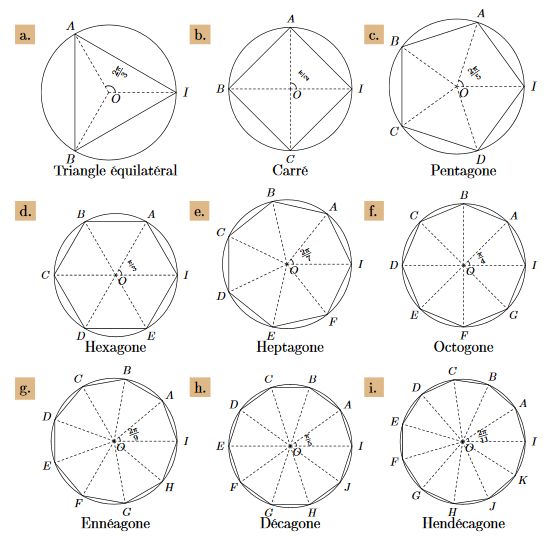 a.
A
2π/3
O
I
B
Triangle équilatéral
b.
A
π/2
B
O
I
C
Carré
c.
A
B
2π/5
O
I
C
D
Pentagone
d.
B
A
π/3
C
O
I
D
E
Hexagone
e.
B
A
C
2π/7
O
I
D
E
F
Heptagone
f.
B
C
A
π/4
D
O
I
E
G
F
Octogone
g.
B
C
A
D
2π/9
O
I
E
H
F
G
Ennéagone
h.
C
B
D
A
π/5
E
O
I
F
J
G
H
Décagone
i.
C
B
D
A
E
2π/11
O
I
F
K
G
J
H
Hendécagone